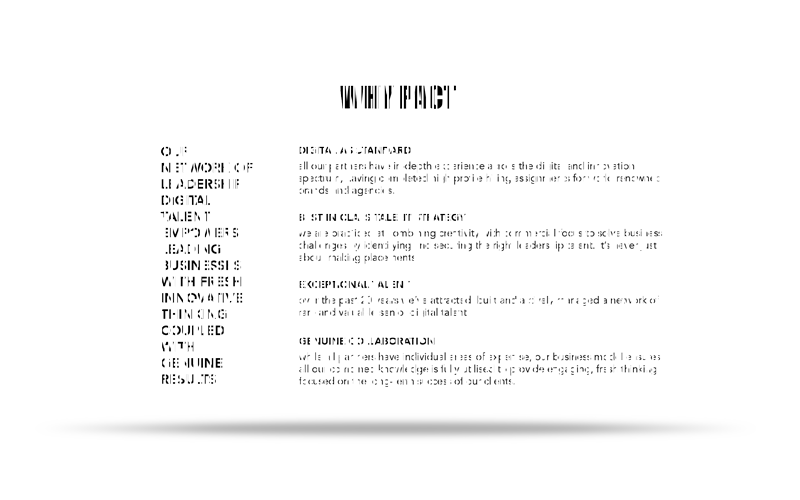 WHY PACT
OUR
NETWORK OF
LEADERSHIP
DIGITAL
TALENT
EMPOWERS
LEADING
BUSINESSES
WITH FRESH
INNOVATIVE
THINKING
COUPLED
WITH
GENUINE
RESULTS
DIGITAL AS STANDARD
all our partners have in-depth experience across the digital and innovation
spectrum, having completed high profile hiring assignments for world renowned
brands and agencies.
BEST IN CLASS TALENT STRATEGY
we are practiced at combining creativity with commercial focus to solve business
challenges by identifying and securing the right leadership talent. It's never just
about making placements
EXCEPTIONAL TALENT
over the past 20 years we've attracted, built and actively managed a network of
rare and valuable senior digital talent
GENUINE COLLABORATION
while all partners have individual areas of expertise, our business model ensures
all our combined knowledge is fully utilised to provide engaging, fresh thinking
focused on the long-term success of our clients.